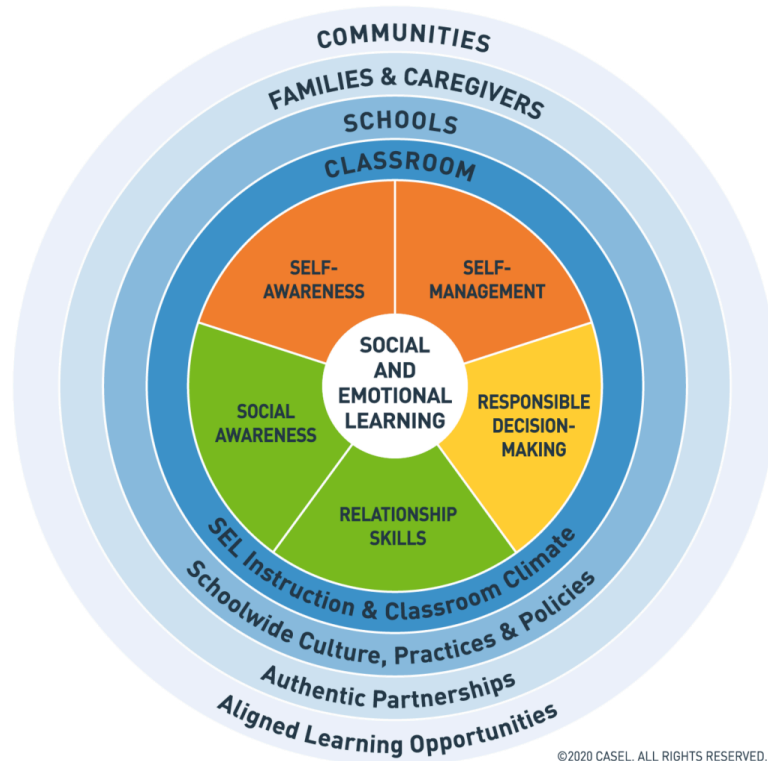 COMMUNITIES
FAMILIES & CAREGIVERS
SCHOOLS
CLASSROOM
SELF-
AWARENESS
SELF-
MANAGEMENT
SOCIAL
AND
EMOTIONAL
LEARNING
SOCIAL
AWARENESS
RESPONSIBLE
DECISION-
MAKING
RELATIONSHIP
SKILLS
SEL Instruction & Classroom Climate
Schoolwide Culture, Practices & Policies
Authentic Partnerships
Aligned Learning Opportunities
©2020 CASEL. ALL RIGHTS RESERVED.